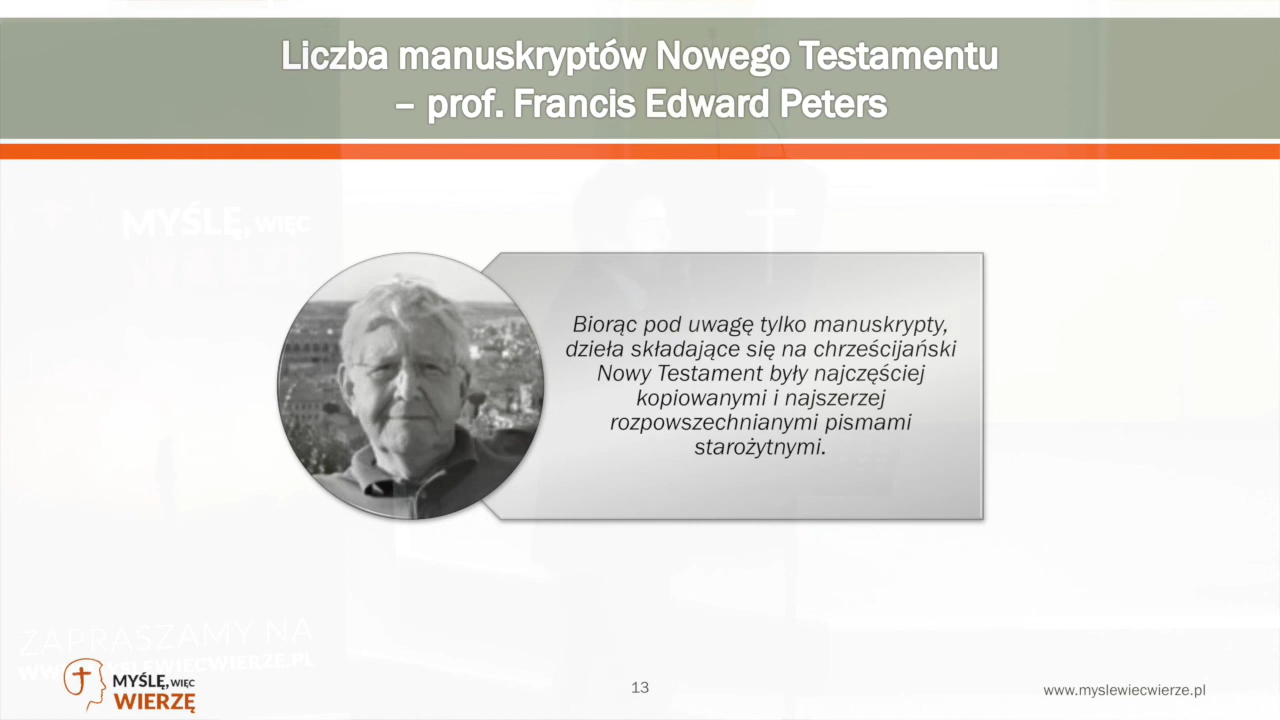 Liczba manuskryptów Nowego Testamentu
– prof. Francis Edward Peters
MYŚLĘ, WIĘC
Biorąc pod uwagę tylko manuskrypty,
dzieła składające się na chrześcijański
Nowy Testament były najczęściej
kopiowanymi i najszerzej
rozpowszechnianymi pismami
starożytnymi.
ZAPRASZAMY NA
MYŚLĘ, WIĘC
WIERZĘ
13
www.myslewiecwierze.pl